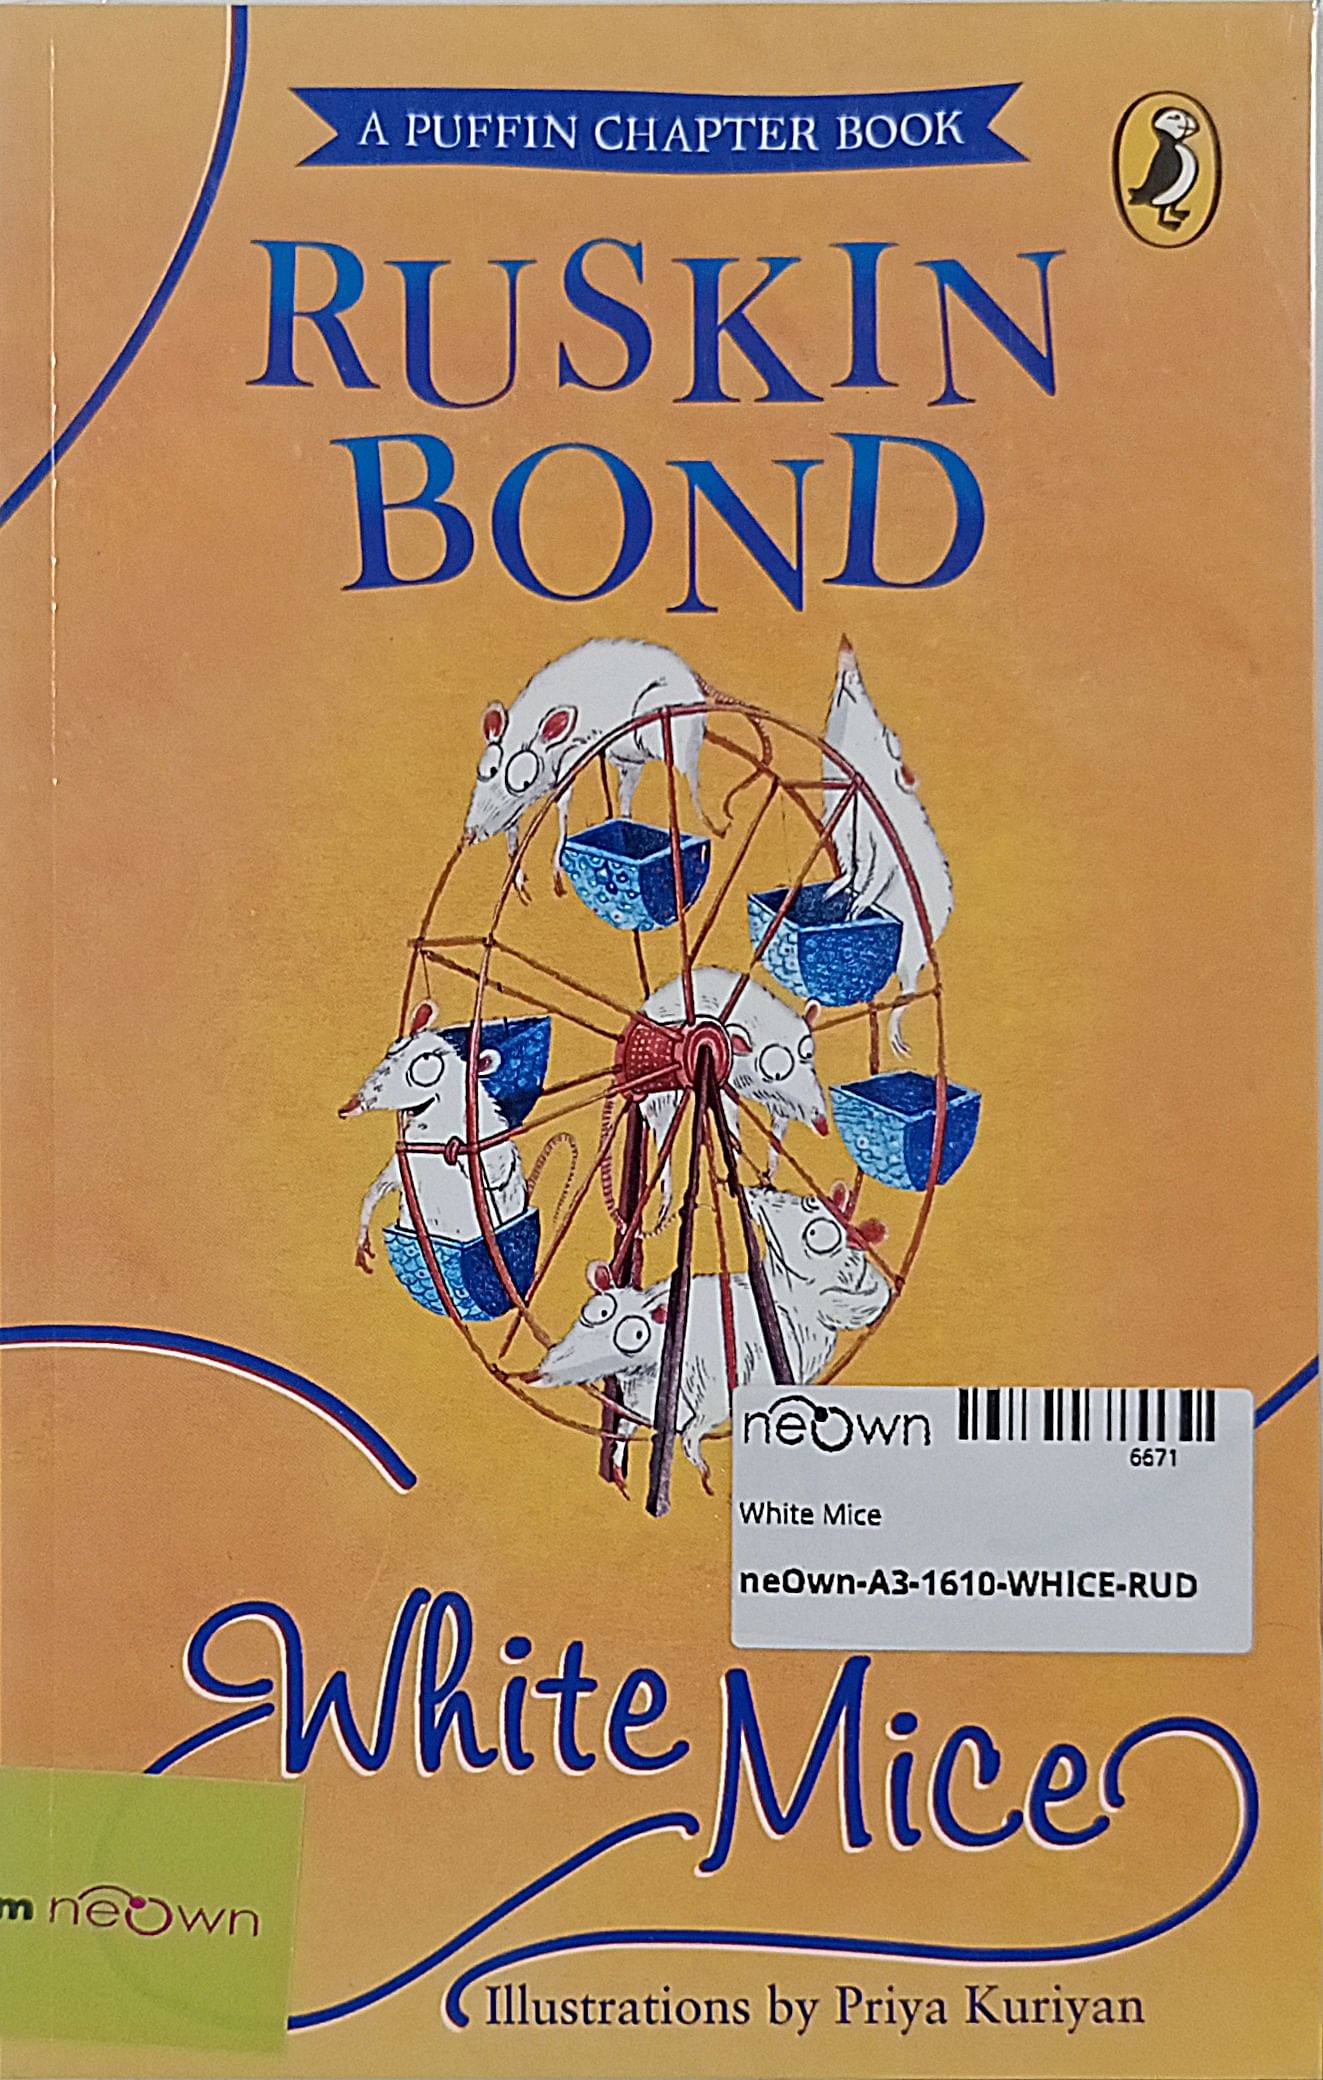 A PUFFIN CHAPTER BOOK
RUSKIN
BOND
neOwn
6671
White Mice
neOwn-A3-1610-WHICE-RUD
White Mice
m neOwn
Illustrations by Priya Kuriyan